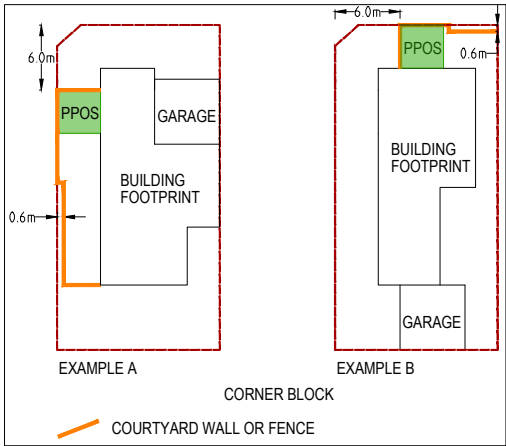 6.0m
PPOS
GARAGE
BUILDING
FOOTPRINT
0.6m
EXAMPLE A
6.0m
PPOS
0.6m
BUILDING
FOOTPRINT
GARAGE
EXAMPLE B
CORNER BLOCK
COURTYARD WALL OR FENCE